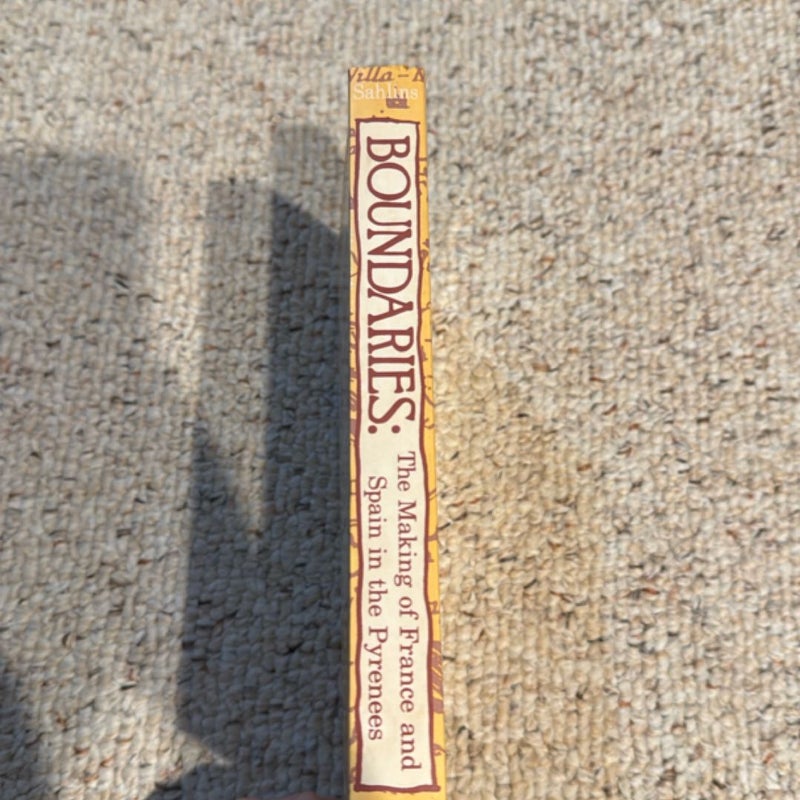 Sahlins
BOUNDARIES:
The Making of France and
Spain in the Pyrenees